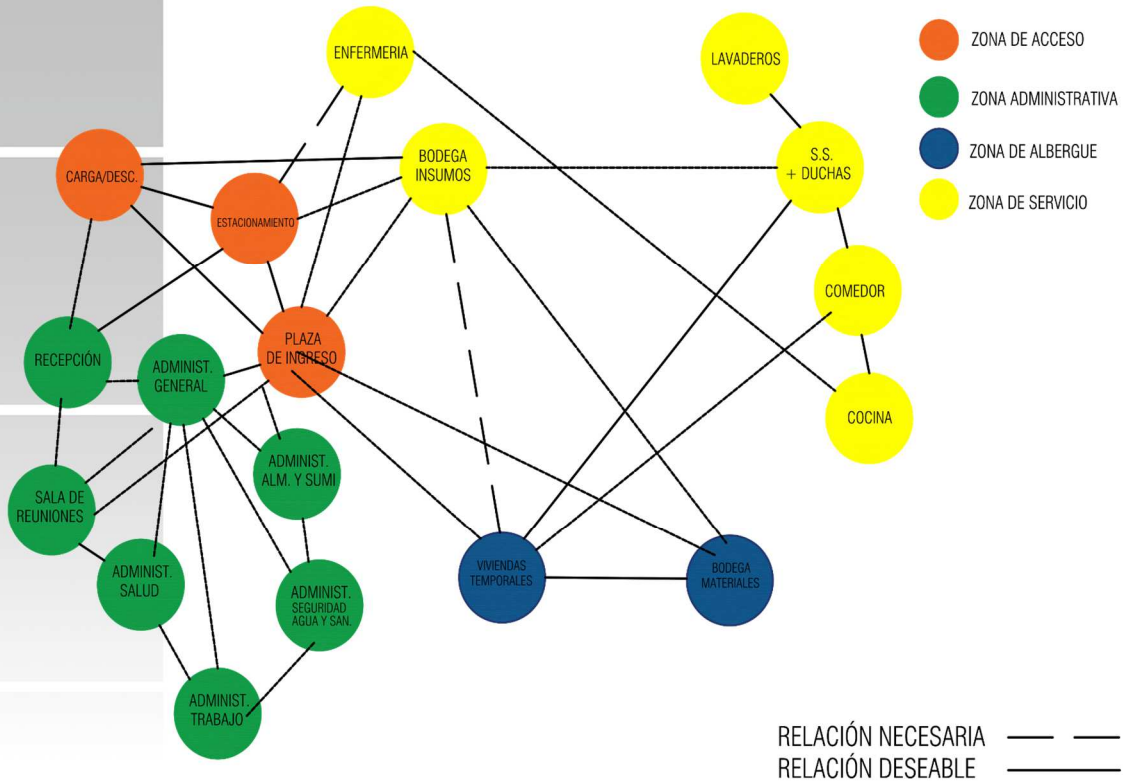 ENFERMERIA
LAVADEROS
ZONA DE ACCESO
ZONA ADMINISTRATIVA
ZONA DE ALBERGUE
ZONA DE SERVICIO
CARGA/DESC.
BODEGA
INSUMOS
S.S.
+ DUCHAS
ESTACIONAMIENTO
COMEDOR
PLAZA
DE INGRESO
RECEPCIÓN
ADMINIST.
GENERAL
COCINA
ADMINIST.
ALM. Y SUMI
SALA DE
REUNIONES
ADMINIST.
SALUD
ADMINIST.
SEGURIDAD
AGUA Y SAN.
VIVIENDAS
TEMPORALES
BODEGA
MATERIALES
ADMINIST.
TRABAJO
RELACIÓN NECESARIA
RELACIÓN DESEABLE